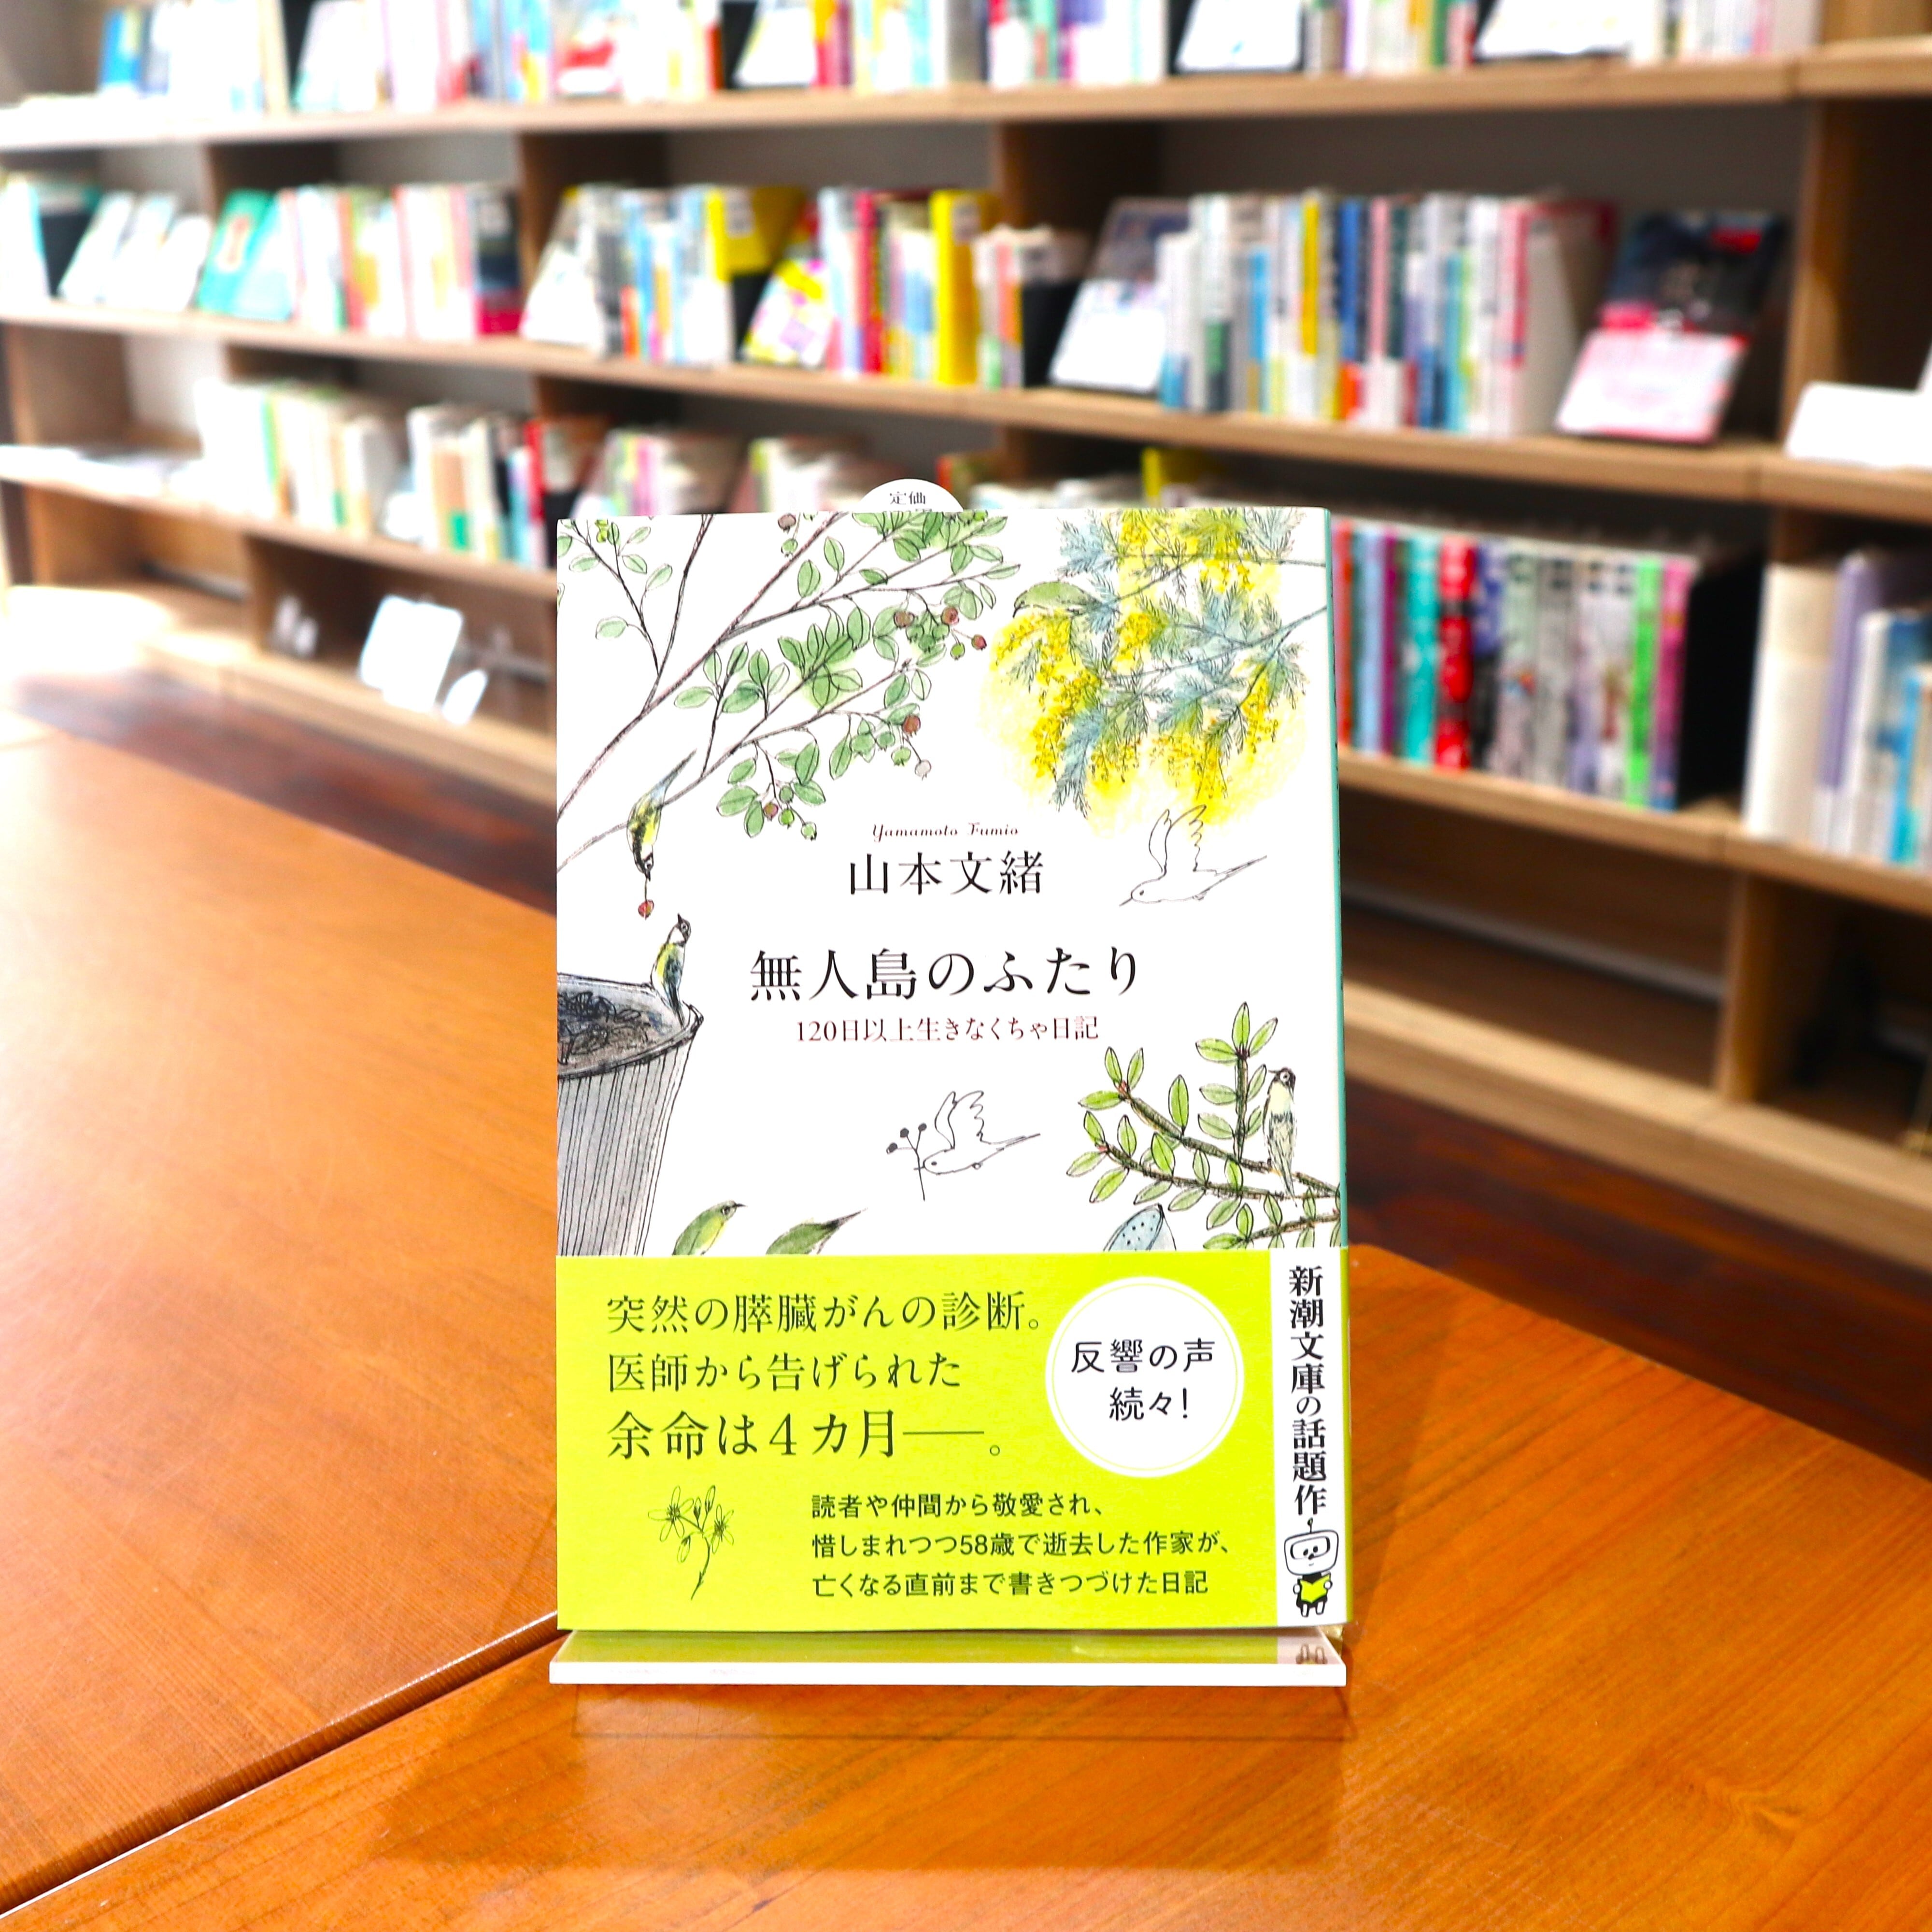 定価
Yamamoto Fumio
山本文緒
無人島のふたり
120日以上生きなくちゃ日記
突然の膵臓がんの診断。
医師から告げられた
余命は4カ月――。
反響の声
続々!
読者や仲間から敬愛され、
惜しまれつつ58歳で逝去した作家が、
亡くなる直前まで書きつづけた日記
新潮文庫の話題作